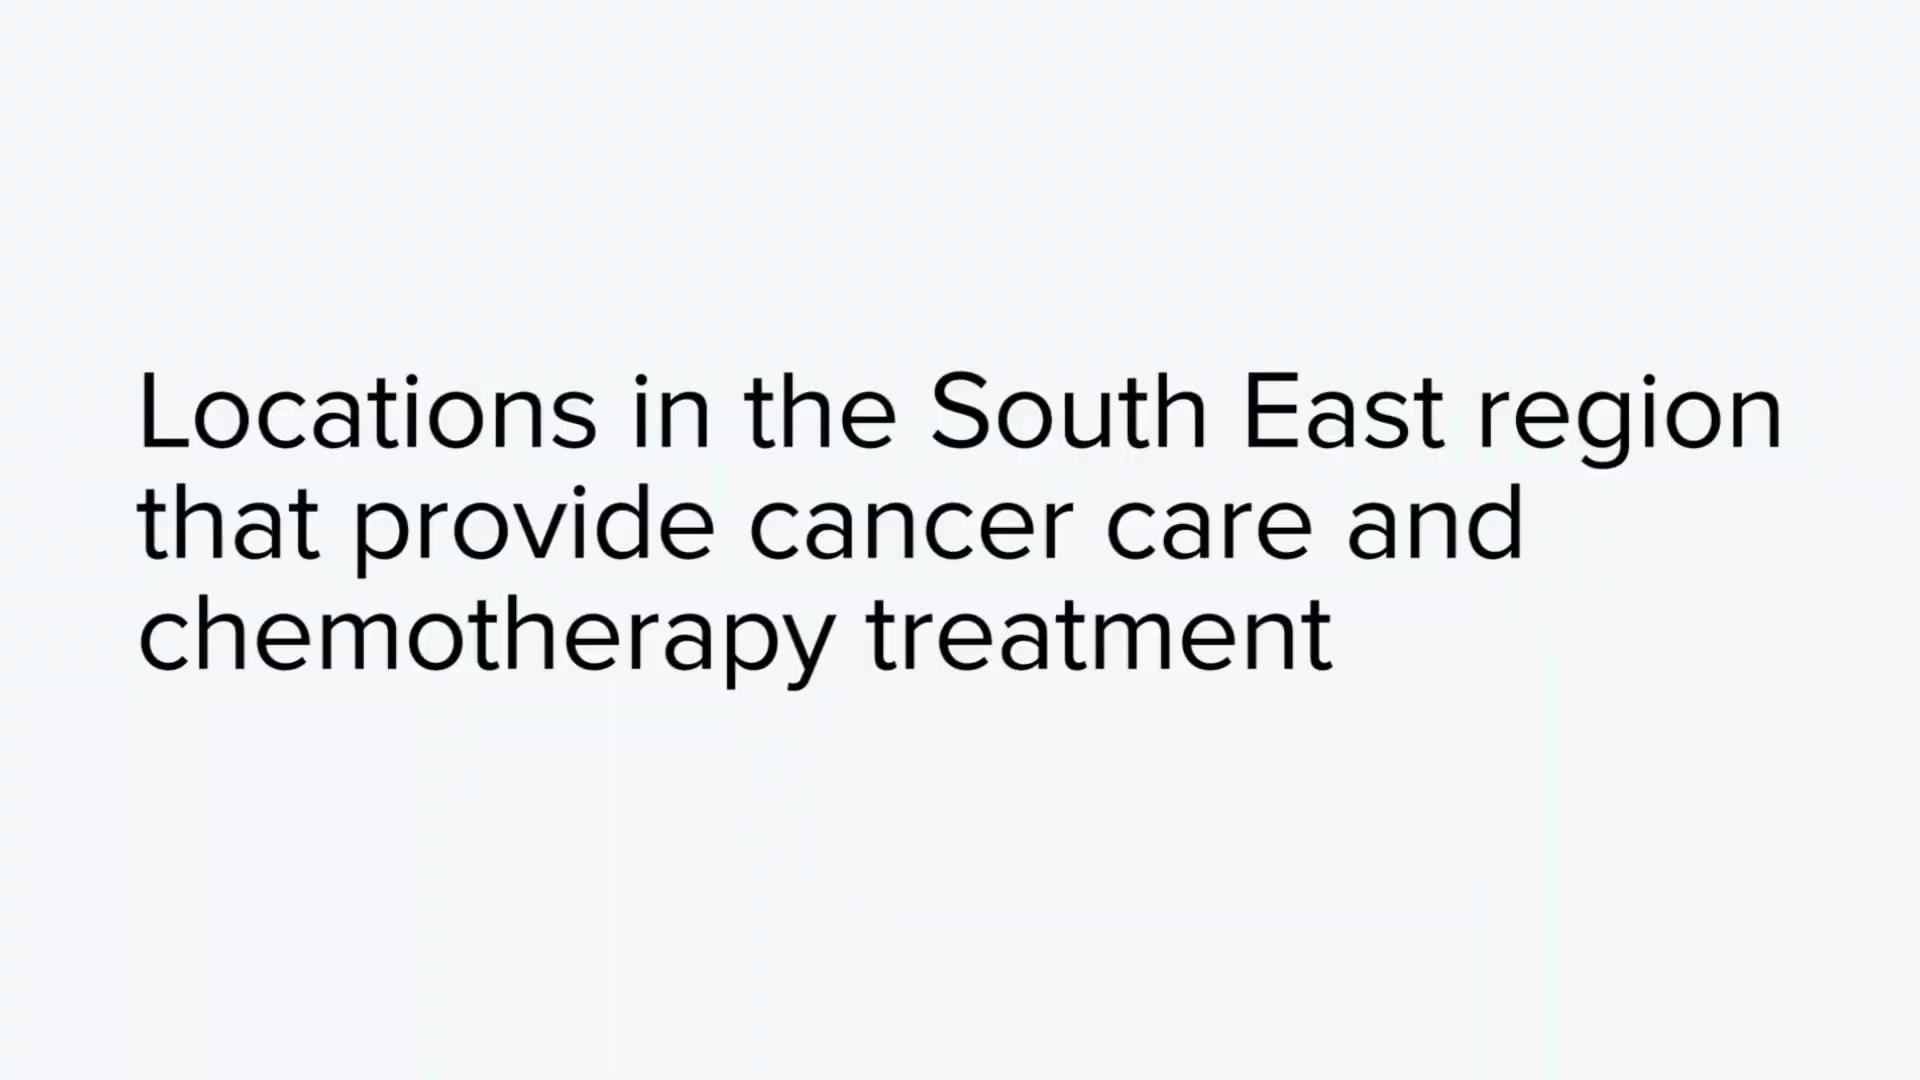 Locations in the South East region
that provide cancer care and
chemotherapy treatment